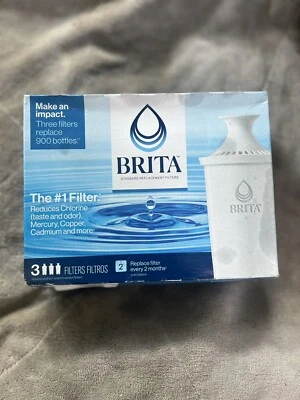 Make an
impact.
Three filters
replace
900 bottles.
BRITA
STANDARD REPLACEMENT FILTERS
The #1 Filter.
Reduces Chlorine
(taste and odor),
Mercury, Copper,
Cadmium and more.
BRITA
3 FILTERS FILTROS
2
Replace filter
every 2 months